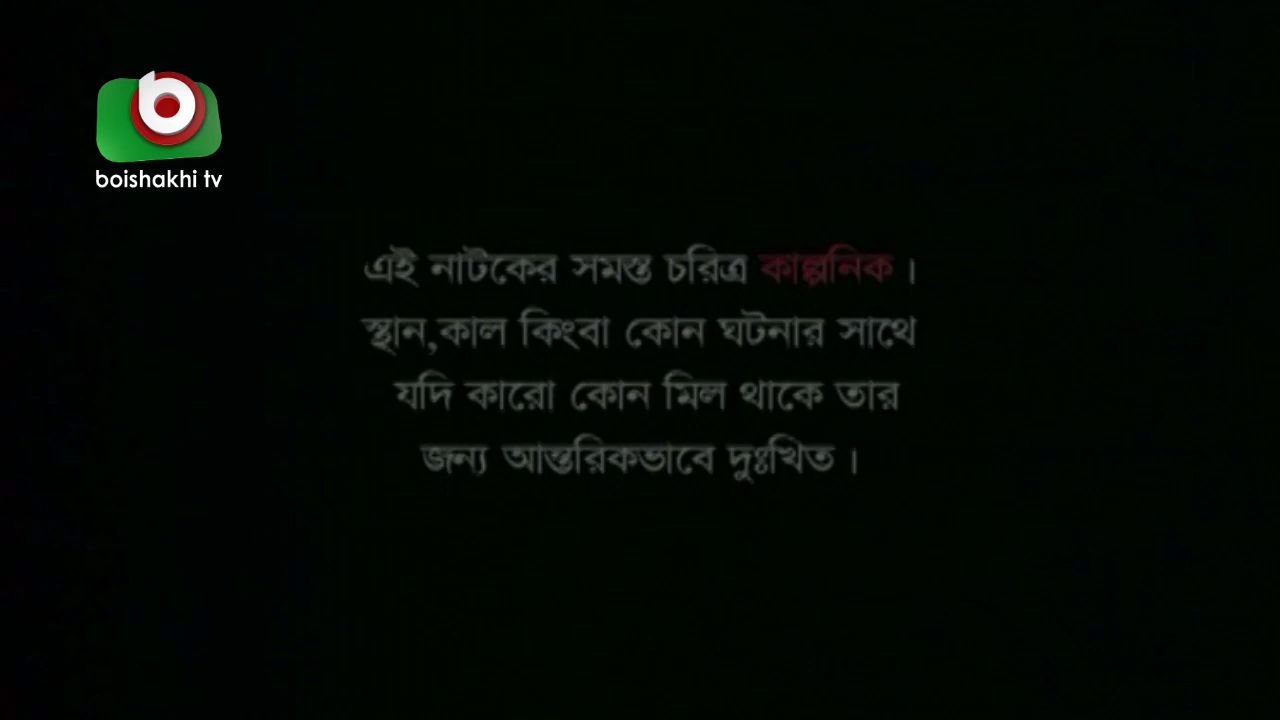 boishakhi tv
এই নাটকের সমস্ত চরিত্র কাল্পনিক ।
স্থান,কাল কিংবা কোন ঘটনার সাথে
যদি কারো কোন মিল থাকে তার
জন্য আন্তরিকভাবে দুঃখিত ।